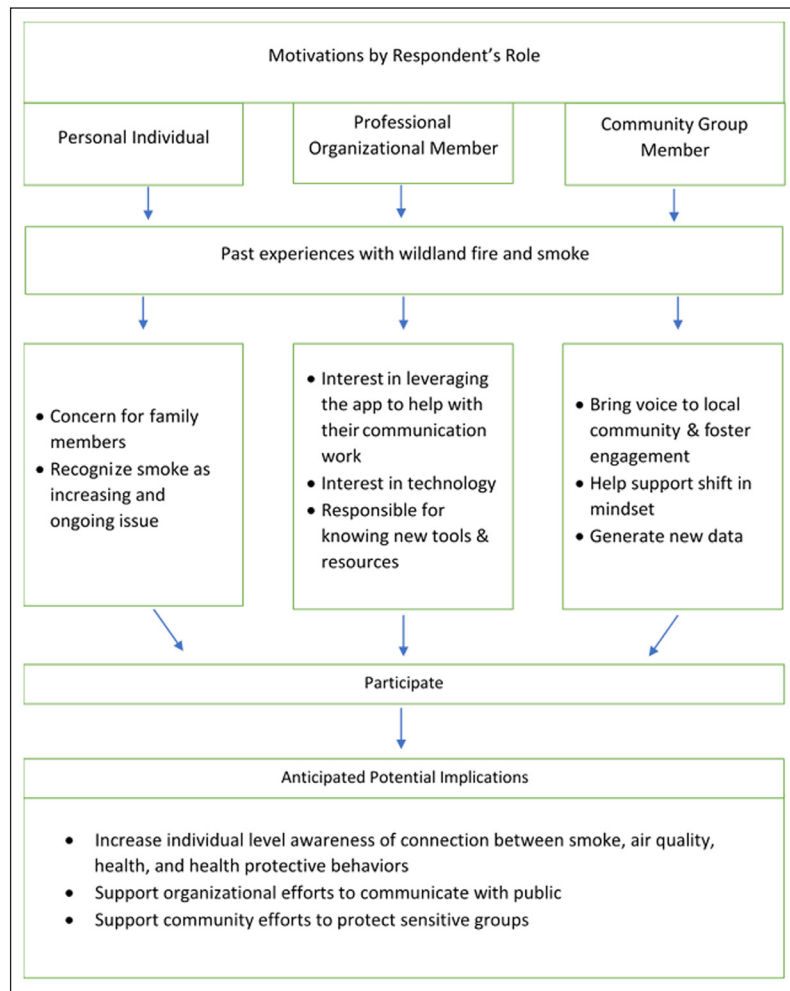 Motivations by Respondent's Role
Personal Individual
Professional
Organizational Member
Community Group
Member
Past experiences with wildland fire and smoke
• Concern for family
members
• Recognize smoke as
increasing and
ongoing issue
• Interest in leveraging
the app to help with
their communication
work
• Interest in technology
• Responsible for
knowing new tools &
resources
• Bring voice to local
community & foster
engagement
• Help support shift in
mindset
• Generate new data
Participate
Anticipated Potential Implications
• Increase individual level awareness of connection between smoke, air quality,
health, and health protective behaviors
• Support organizational efforts to communicate with public
• Support community efforts to protect sensitive groups